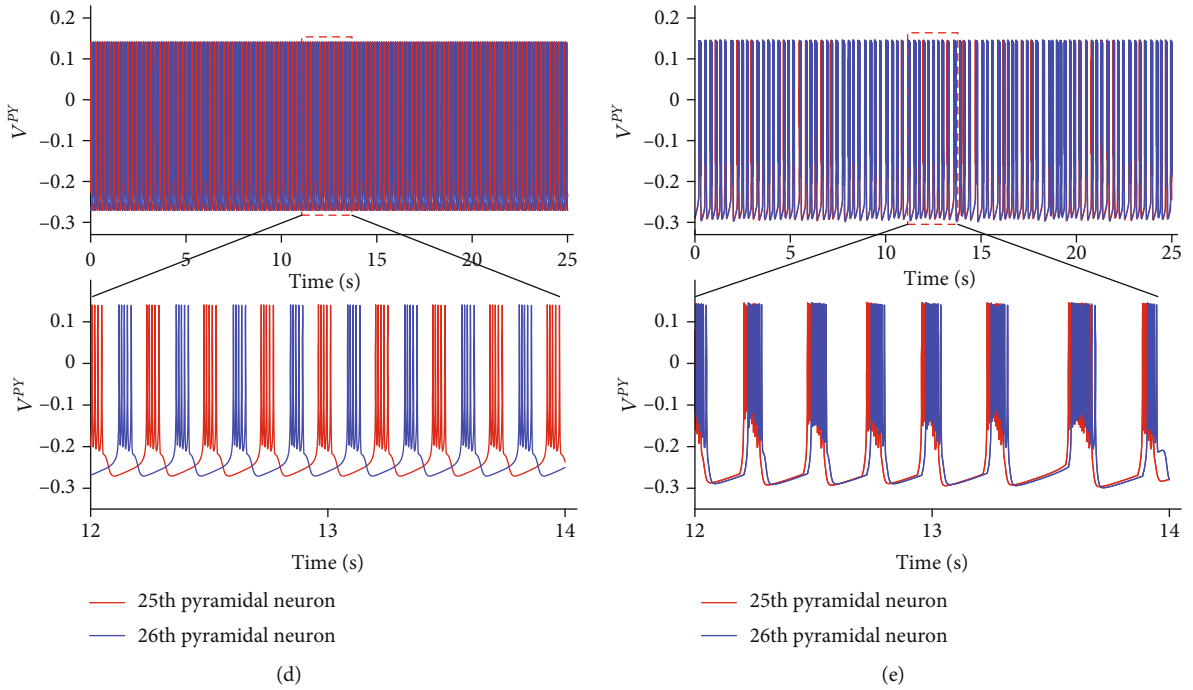 0.2
0.1
0
−0.1
−0.2
−0.3
V^PY
0 5 10 15 20 25
Time (s)
0.1
0
−0.1
−0.2
−0.3
V^PY
12 13 14
Time (s)
25th pyramidal neuron
26th pyramidal neuron
(d)
0.2
0.1
0
−0.1
−0.2
−0.3
V^PY
0 5 10 15 20 25
Time (s)
0.1
0
−0.1
−0.2
−0.3
V^PY
12 13 14
Time (s)
25th pyramidal neuron
26th pyramidal neuron
(e)